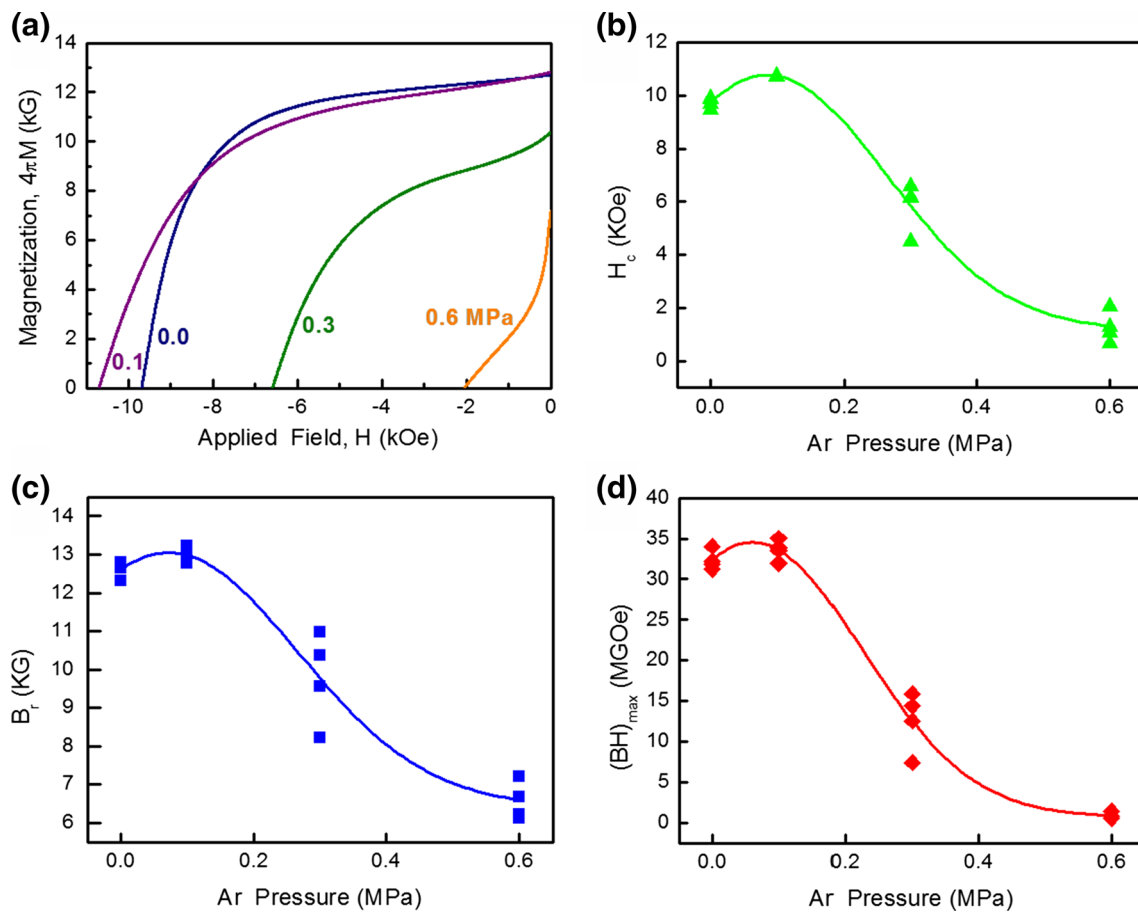 (a)
14
12
10
8
6
4
2
0
Magnetization, 4πM (kG)
0.1
0.0
0.3
0.6 MPa
-10 -8 -6 -4 -2 0
Applied Field, H (kOe)
(b)
12
10
8
6
4
2
0
H_c (KOe)
0.0 0.2 0.4 0.6
Ar Pressure (MPa)
(c)
14
13
12
11
10
9
8
7
6
B_r (KG)
0.0 0.2 0.4 0.6
Ar Pressure (MPa)
(d)
40
35
30
25
20
15
10
5
0
(BH)_max (MGOe)
0.0 0.2 0.4 0.6
Ar Pressure (MPa)